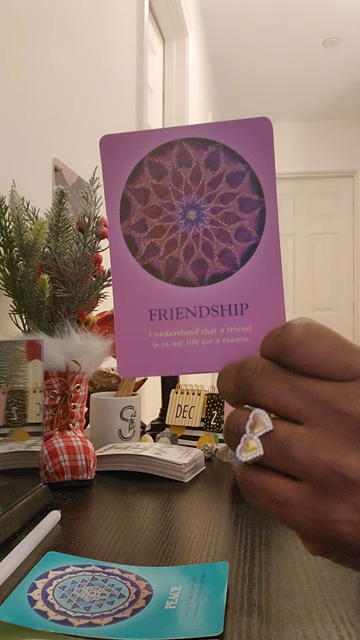 FRIENDSHIP
I understand that a friend
is in my life for a reason
S
DEC
2
PEACE